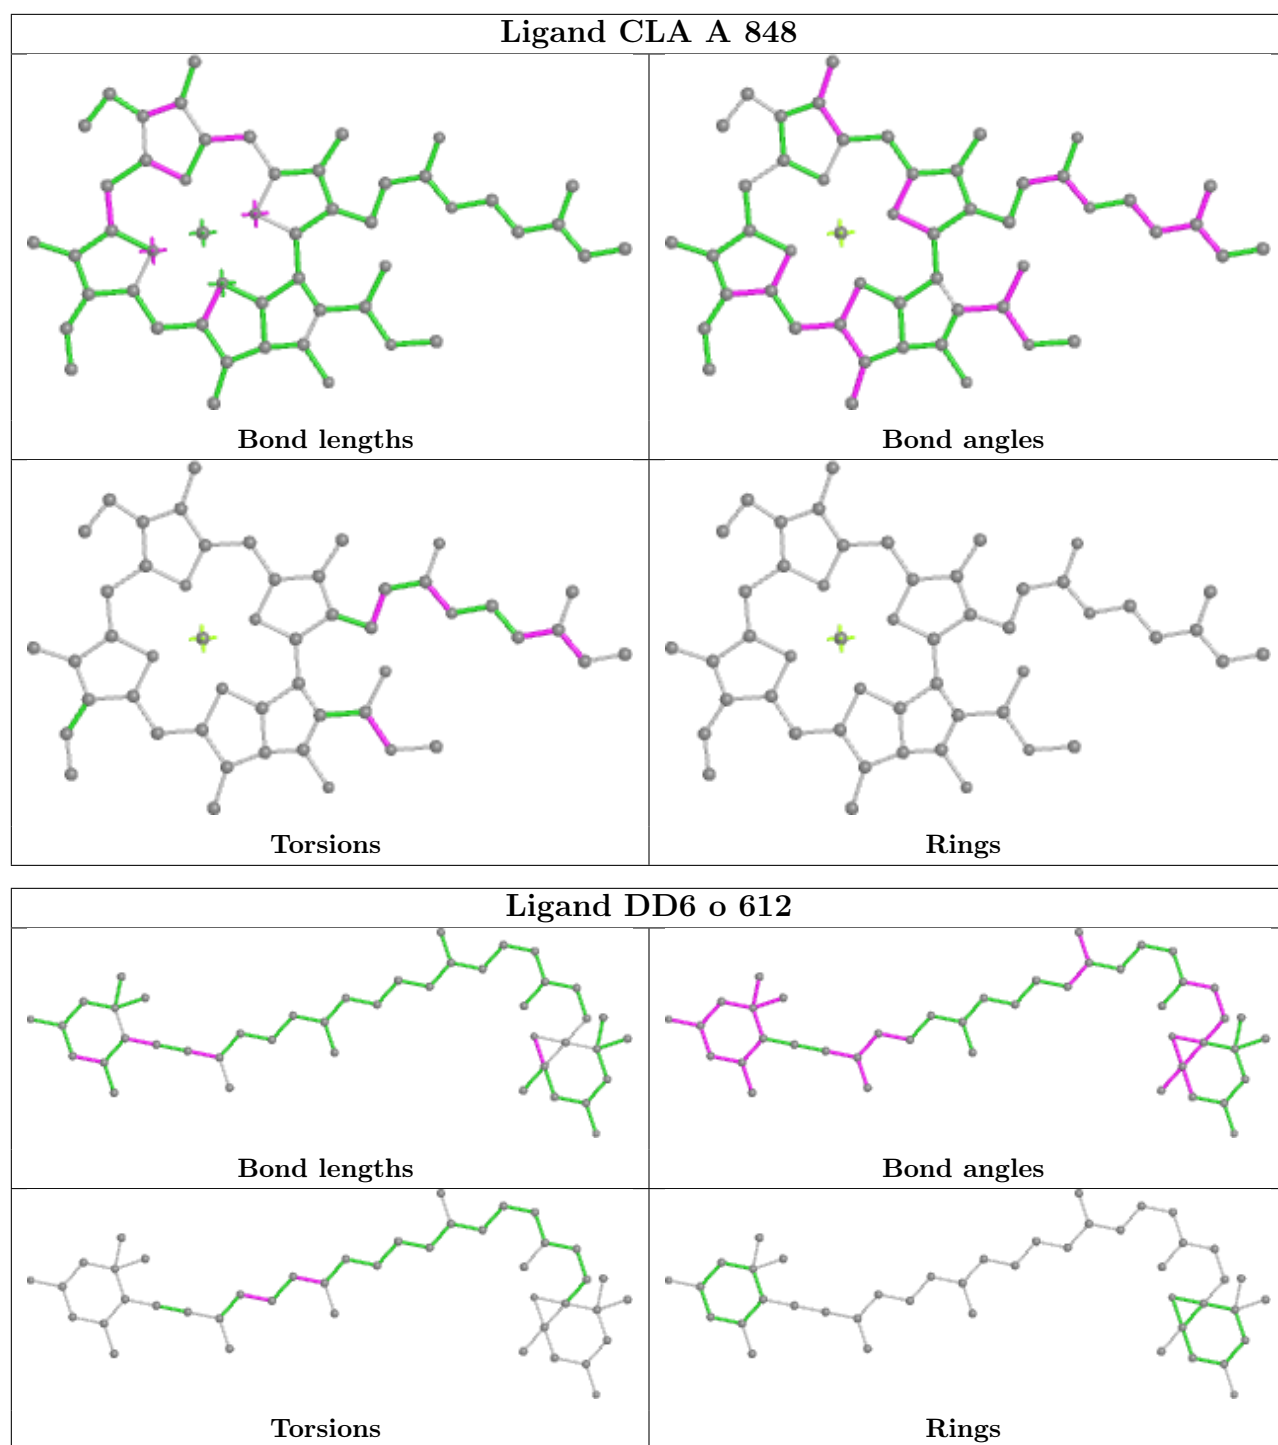 Ligand CLA A 848
Bond lengths
Bond angles
Torsions
Rings
Ligand DD6 o 612
Bond lengths
Bond angles
Torsions
Rings